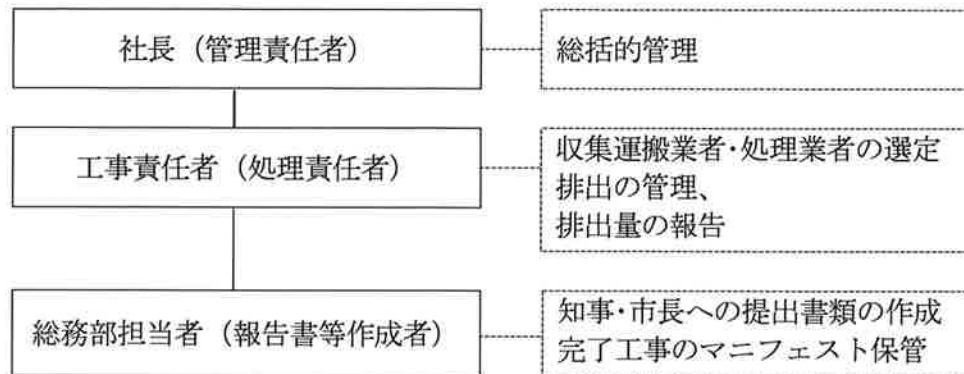 社長（管理責任者）
総括的管理
工事責任者（処理責任者）
収集運搬業者･処理業者の選定
排出の管理、
排出量の報告
総務部担当者（報告書等作成者）
知事･市長への提出書類の作成
完了工事のマニフェスト保管